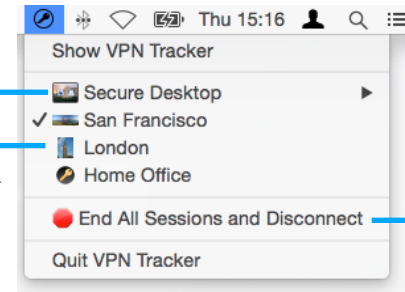 Thu 15:16
Show VPN Tracker
Secure Desktop
San Francisco
London
Home Office
End All Sessions and Disconnect
Quit VPN Tracker